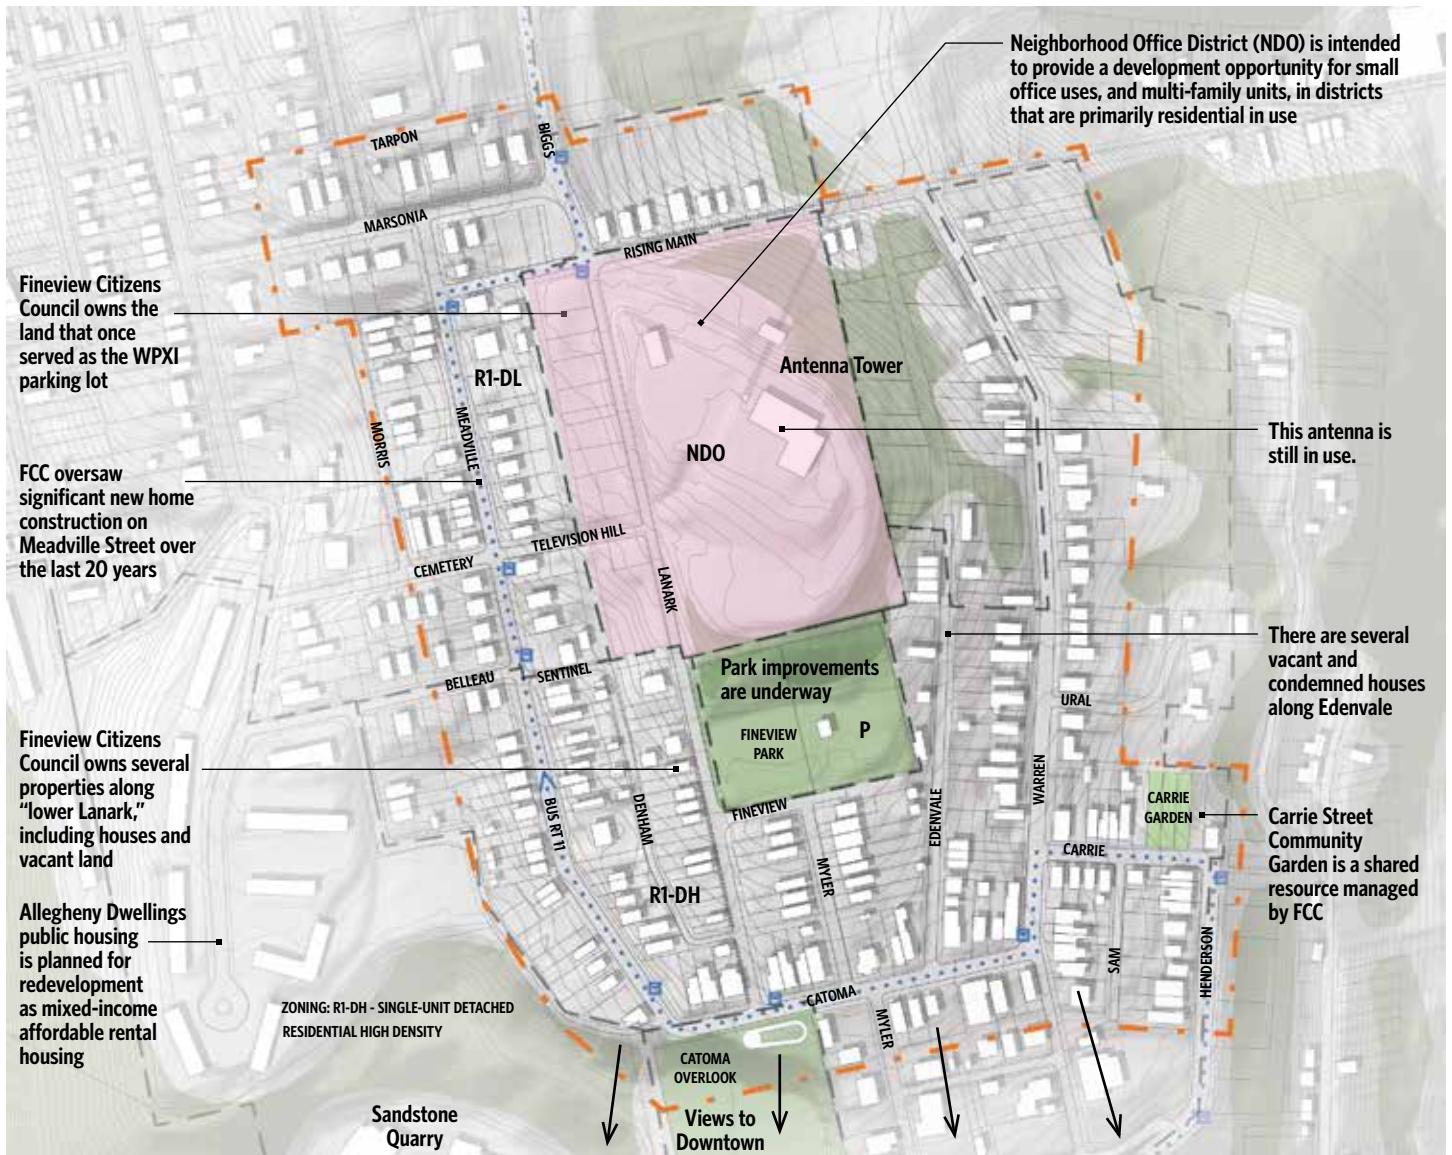 Neighborhood Office District (NDO) is intended
to provide a development opportunity for small
office uses, and multi-family units, in districts
that are primarily residential in use
TARPON
BIGGS
MARSONIA
RISING MAIN
Fineview Citizens
Council owns the
land that once
served as the WPXI
parking lot
R1-DL
Antenna Tower
MORRIS
MEADVILLE
NDO
This antenna is
still in use.
FCC oversaw
significant new home
construction on
Meadville Street over
the last 20 years
TELEVISION HILL
CEMETERY
LANARK
There are several
vacant and
condemned houses
along Edenvale
BELLEAU
SENTINEL
Park improvements
are underway
URAL
FINEVIEW
PARK
P
Fineview Citizens
Council owns several
properties along
“lower Lanark,”
including houses and
vacant land
BUS RT 11
DENHAM
FINEVIEW
MYLER
EDENVALE
WARREN
CARRIE
GARDEN
CARRIE
Carrie Street
Community
Garden is a shared
resource managed
by FCC
R1-DH
Allegheny Dwellings
public housing
is planned for
redevelopment
as mixed-income
affordable rental
housing
SAM
HENDERSON
CATOMA
MYLER
ZONING: R1-DH - SINGLE-UNIT DETACHED
RESIDENTIAL HIGH DENSITY
CATOMA
OVERLOOK
Sandstone
Quarry
Views to
Downtown